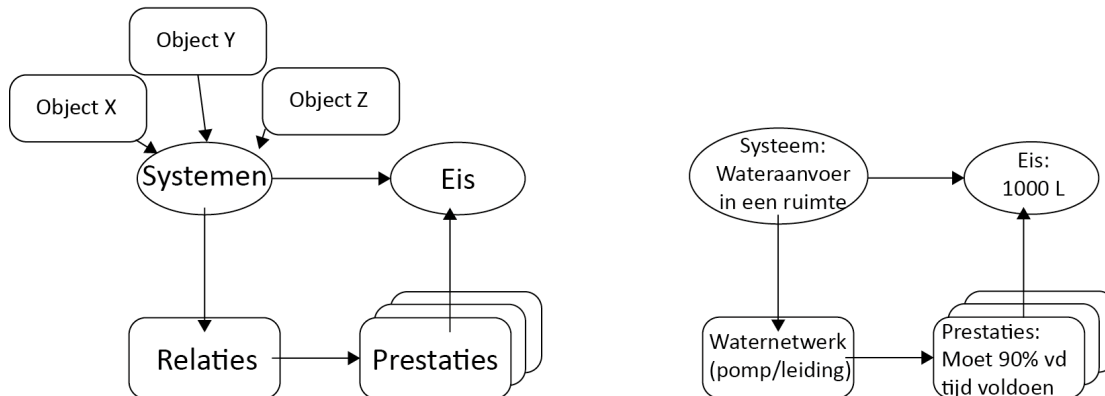 Object Y
Object X
Object Z
Systemen
Eis
Relaties
Prestaties
Systeem:
Wateraanvoer
in een ruimte
Eis:
1000 L
Waternetwerk
(pomp/leiding)
Prestaties:
Moet 90% vd
tijd voldoen